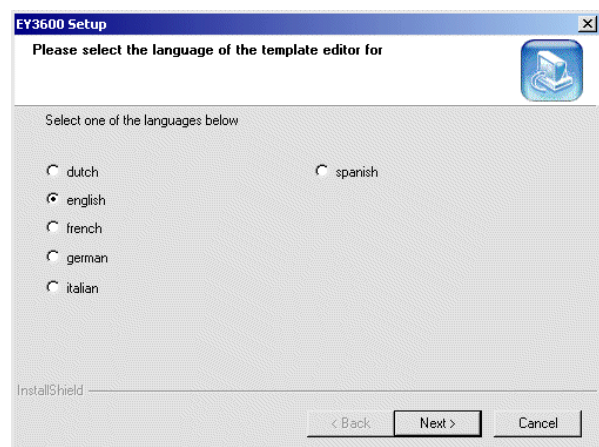 EY3600 Setup
Please select the language of the template editor for
Select one of the languages below
dutch
spanish
english
french
german
italian
InstallShield
< Back
Next >
Cancel